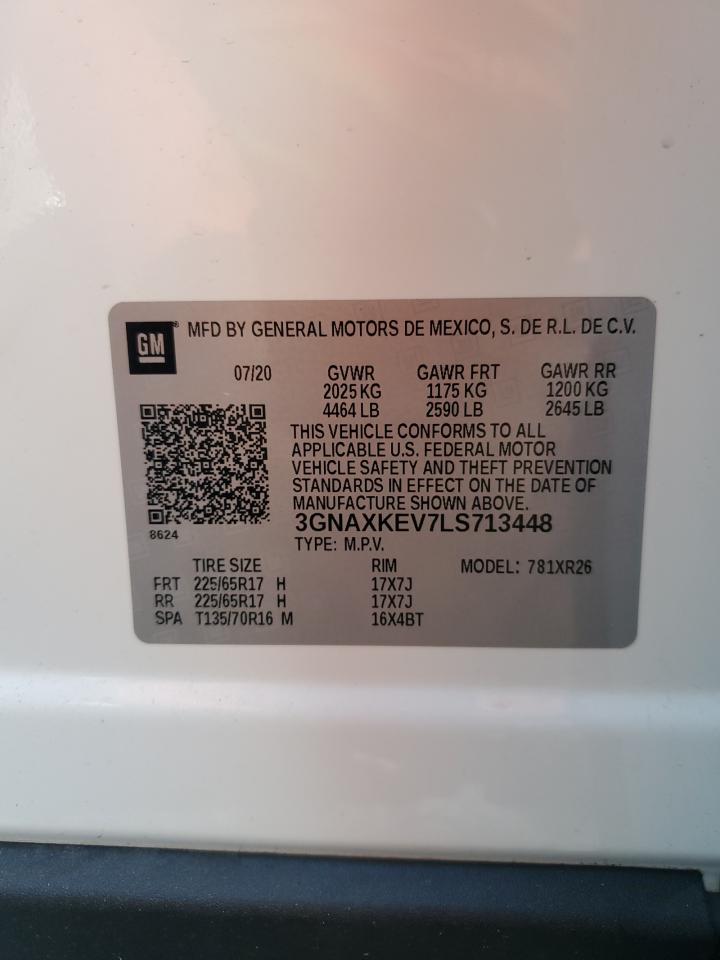 GM ® MFD BY GENERAL MOTORS DE MEXICO, S. DE R.L. DE C.V.
07/20 GVWR GAWR FRT GAWR RR
2025 KG 1175 KG 1200 KG
4464 LB 2590 LB 2645 LB
THIS VEHICLE CONFORMS TO ALL
APPLICABLE U.S. FEDERAL MOTOR
VEHICLE SAFETY AND THEFT PREVENTION
STANDARDS IN EFFECT ON THE DATE OF
MANUFACTURE SHOWN ABOVE.
3GNAXKEV7LS713448
8624
TYPE: M.P.V.
TIRE SIZE RIM MODEL: 781XR26
FRT 225/65R17 H 17X7J
RR 225/65R17 H 17X7J
SPA T135/70R16 M 16X4BT